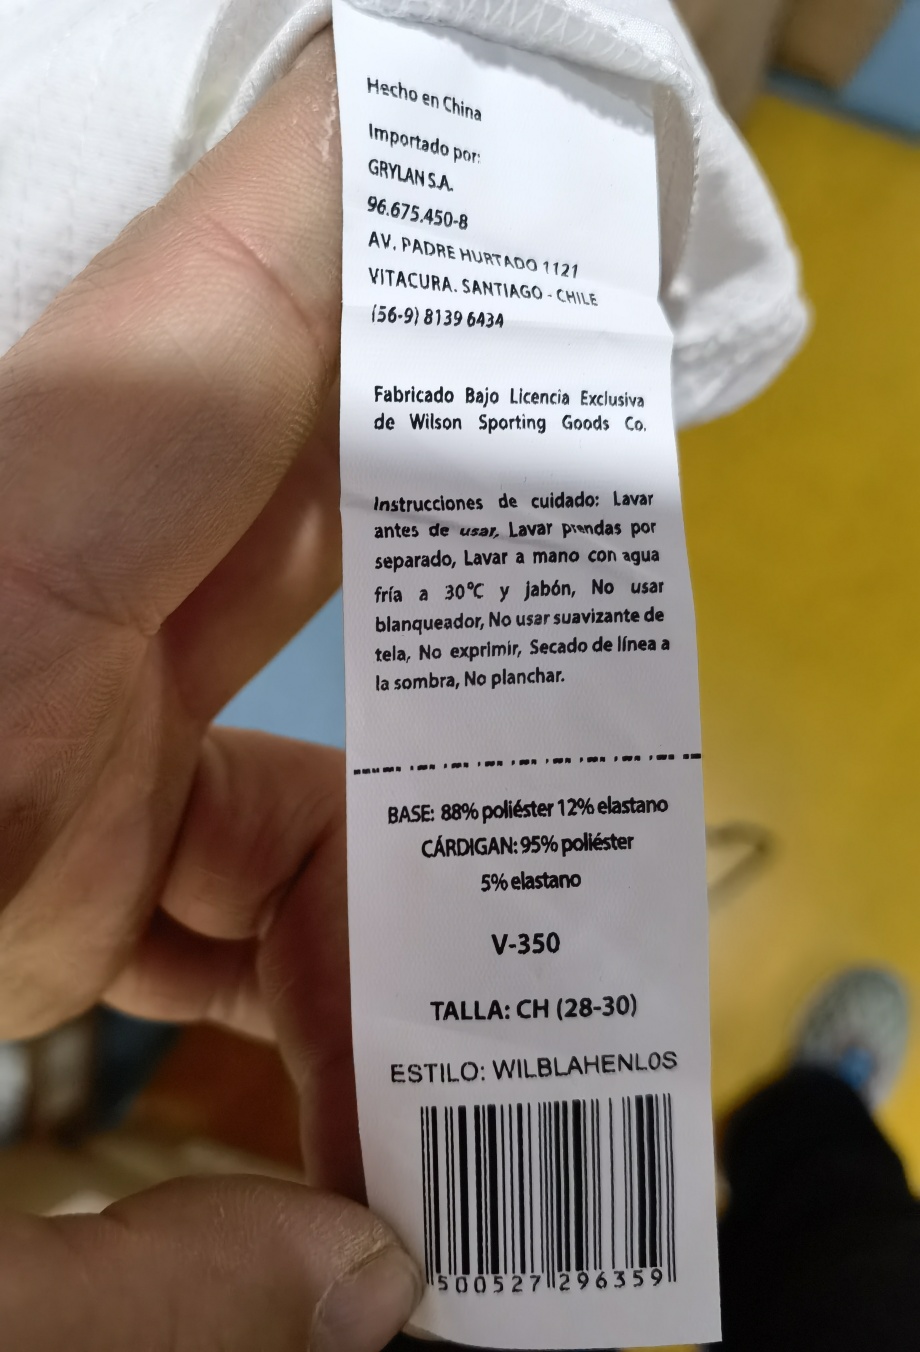 Hecho en China
Importado por:
GRYLAN S.A.
96.675.450-8
AV. PADRE HURTADO 1121
VITACURA. SANTIAGO - CHILE
(56-9) 8139 6434
Fabricado Bajo Licencia Exclusiva
de Wilson Sporting Goods Co.
Instrucciones de cuidado: Lavar
antes de usar, Lavar prendas por
separado, Lavar a mano con agua
fría a 30°C y jabón, No usar
blanqueador, No usar suavizante de
tela, No exprimir, Secado de línea a
la sombra, No planchar.
BASE: 88% poliéster 12% elastano
CÁRDIGAN: 95% poliéster
5% elastano
V-350
TALLA: CH (28-30)
ESTILO: WILBLAHENL0S
500527 296359